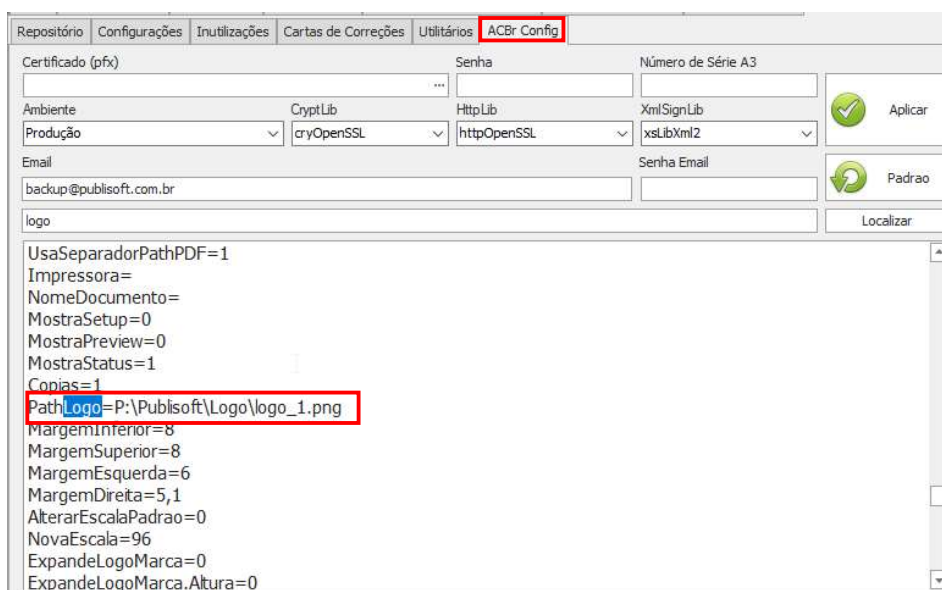 Repositório Configurações Inutilizações Cartas de Correções Utilitários ACBr Config
Certificado (pfx) Senha Número de Série A3
...
Aplicar
Ambiente CryptLib HttpLib XmlSignLib
Produção cryOpenSSL httpOpenSSL xsLibXml2
Email Senha Email
Padrao
backup@publisoft.com.br
logo Localizar
UsaSeparadorPathPDF=1
Impressora=
NomeDocumento=
MostraSetup=0
MostraPreview=0
MostraStatus=1
Copias=1
PathLogo=P:\Publisoft\Logo\logo_1.png
MargemInferior=8
MargemSuperior=8
MargemEsquerda=6
MargemDireita=5,1
AlterarEscalaPadrao=0
NovaEscala=96
ExpandeLogoMarca=0
ExpandeLogoMarca.Altura=0